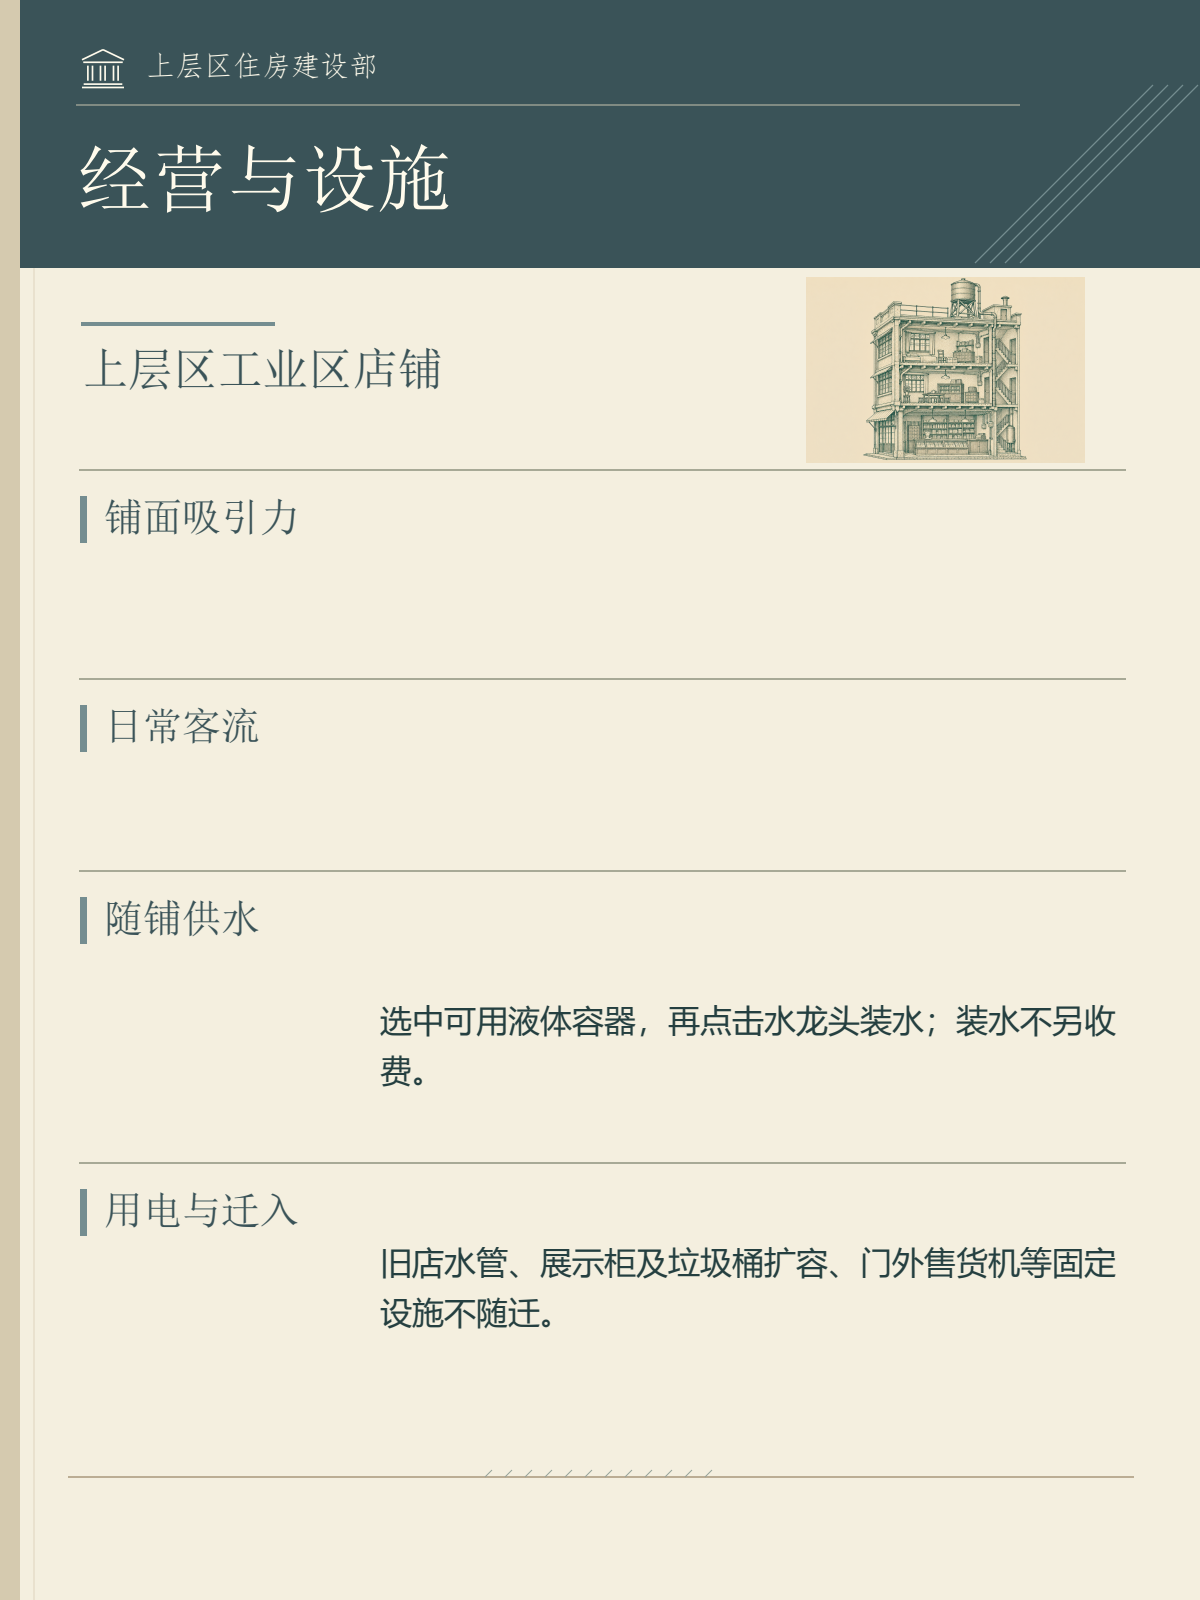 上层区住房建设部
经营与设施
上层区工业区店铺
铺面吸引力
日常客流
随铺供水
选中可用液体容器，再点击水龙头装水；装水不另收
费。
用电与迁入
旧店水管、展示柜及垃圾桶扩容、门外售货机等固定
设施不随迁。